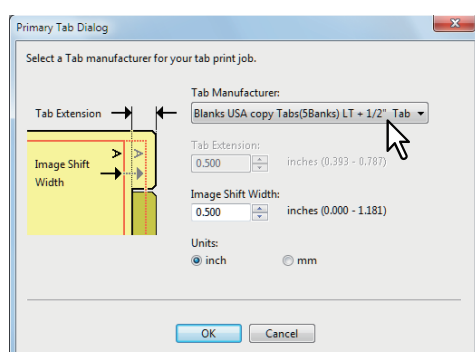 Primary Tab Dialog
Select a Tab manufacturer for your tab print job.
Tab Manufacturer:
Tab Extension
Blanks USA copy Tabs(5Banks) LT + 1/2" Tab
Tab Extension:
0.500 inches (0.393 - 0.787)
A A
Image Shift
Width
Image Shift Width:
0.500 inches (0.000 - 1.181)
Units:
inch mm
OK Cancel